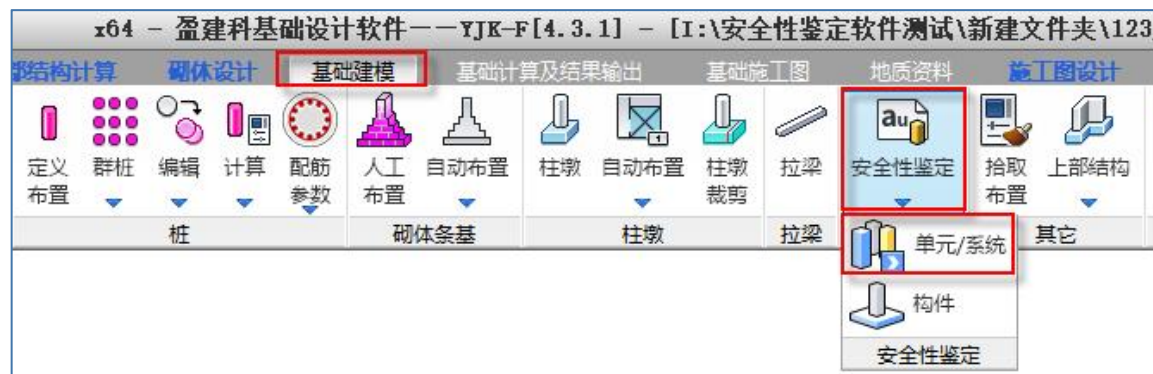 x64 - 盈建科基础设计软件--YJK-F[4.3.1] - [I:\安全性鉴定软件测试\新建文件夹\123
部结构计算 砌体设计 基础建模 基础计算及结果输出 基础施工图 地质资料 施工图设计
定义 群桩 编辑 计算 配筋 人工 自动布置 柱墩 自动布置 柱墩 拉梁 安全性鉴定 拾取 上部结构
布置 参数 布置 裁剪 布置
桩 砌体条基 柱墩 拉梁 其它
单元/系统
构件
安全性鉴定